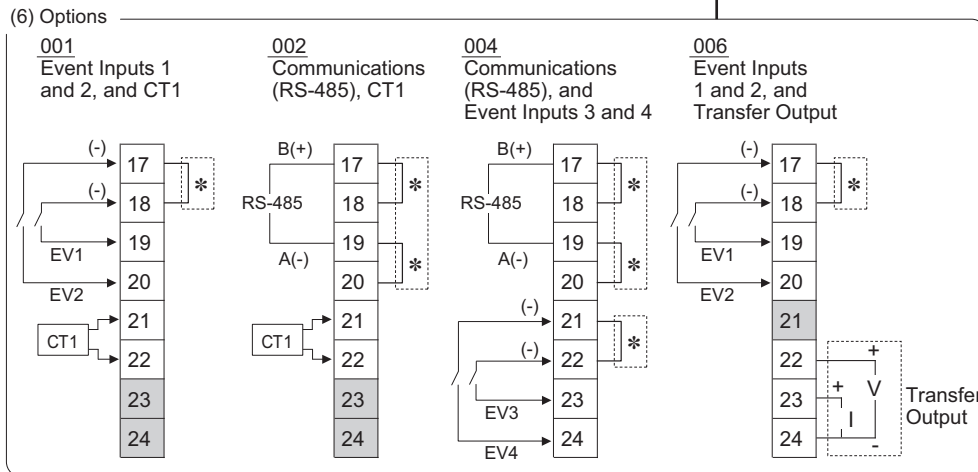 (6) Options
001
Event Inputs 1
and 2, and CT1
(-)
17
*
(-)
18
19
EV1
20
EV2
21
CT1
22
23
24
002
Communications
(RS-485), CT1
B(+)
17
*
18
RS-485
19
A(-)
*
20
21
CT1
22
23
24
004
Communications
(RS-485), and
Event Inputs 3 and 4
B(+)
17
*
18
RS-485
19
A(-)
*
20
(-)
21
*
(-)
22
23
EV3
24
EV4
006
Event Inputs
1 and 2, and
Transfer Output
(-)
17
*
(-)
18
19
EV1
20
EV2
21
22
+
23
+
V
I
24
-
Transfer
Output